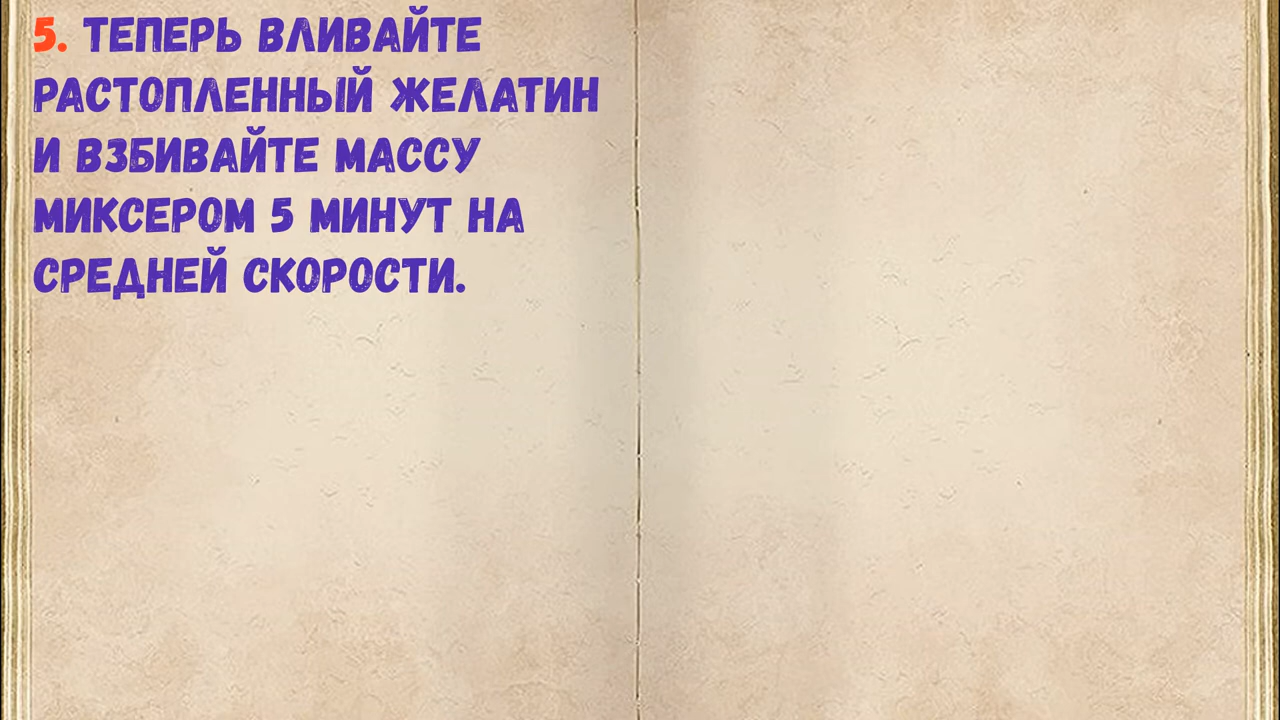 5. ТЕПЕРЬ ВЛИВАЙТЕ
РАСТОПЛЕННЫЙ ЖЕЛАТИН
И ВЗБИВАЙТЕ МАССУ
МИКСЕРОМ 5 МИНУТ НА
СРЕДНЕЙ СКОРОСТИ.